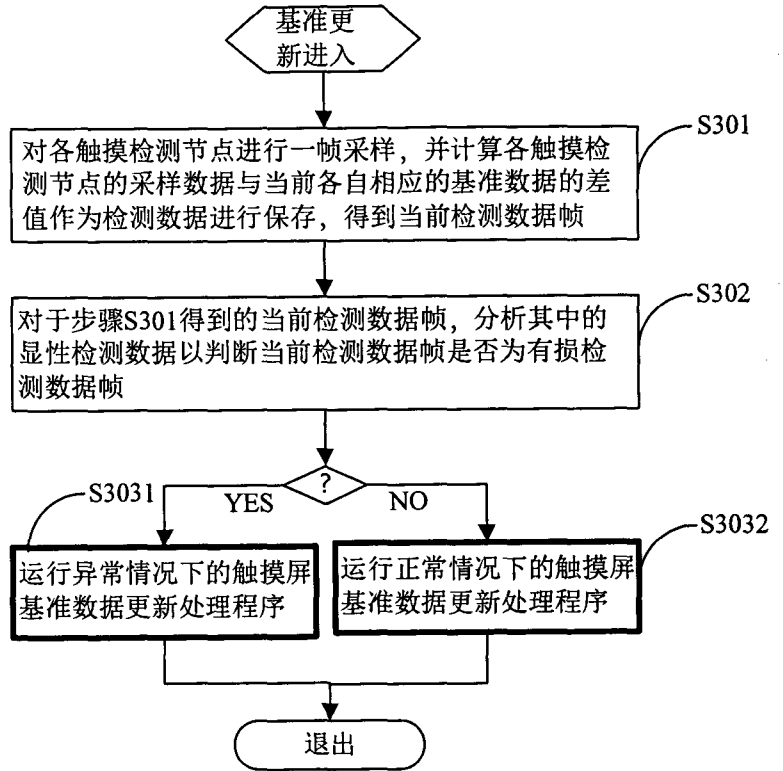 基准更
新进入
S301
对各触摸检测节点进行一帧采样，并计算各触摸检
测节点的采样数据与当前各自相应的基准数据的差
值作为检测数据进行保存，得到当前检测数据帧
S302
对于步骤S301得到的当前检测数据帧，分析其中的
显性检测数据以判断当前检测数据帧是否为有损检
测数据帧
?
YES
NO
S3031
S3032
运行异常情况下的触摸屏
基准数据更新处理程序
运行正常情况下的触摸屏
基准数据更新处理程序
退出